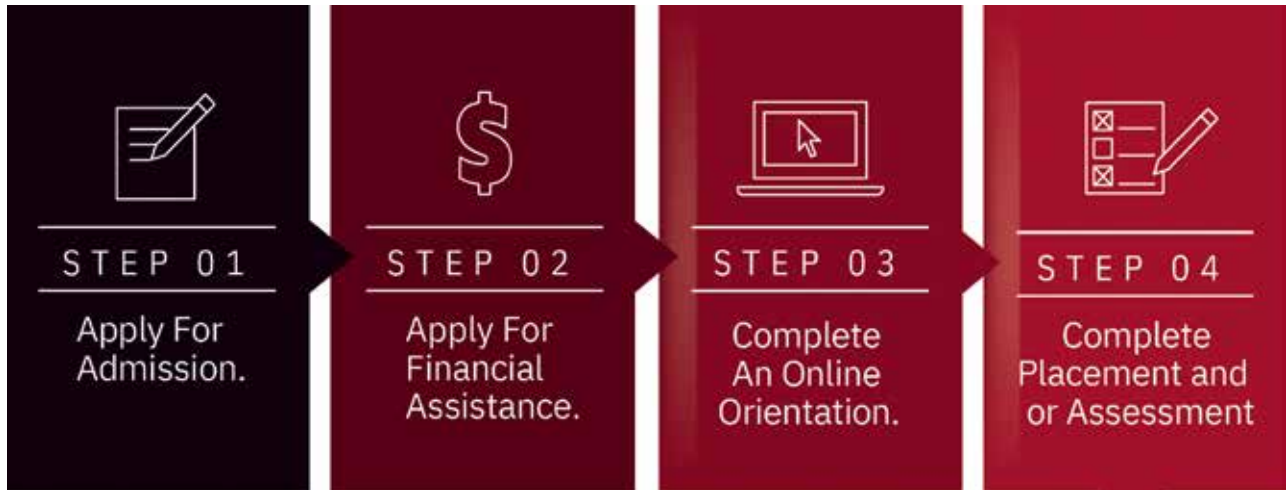 STEP 01
Apply For
Admission.
STEP 02
Apply For
Financial
Assistance.
STEP 03
Complete
An Online
Orientation.
STEP 04
Complete
Placement and
or Assessment